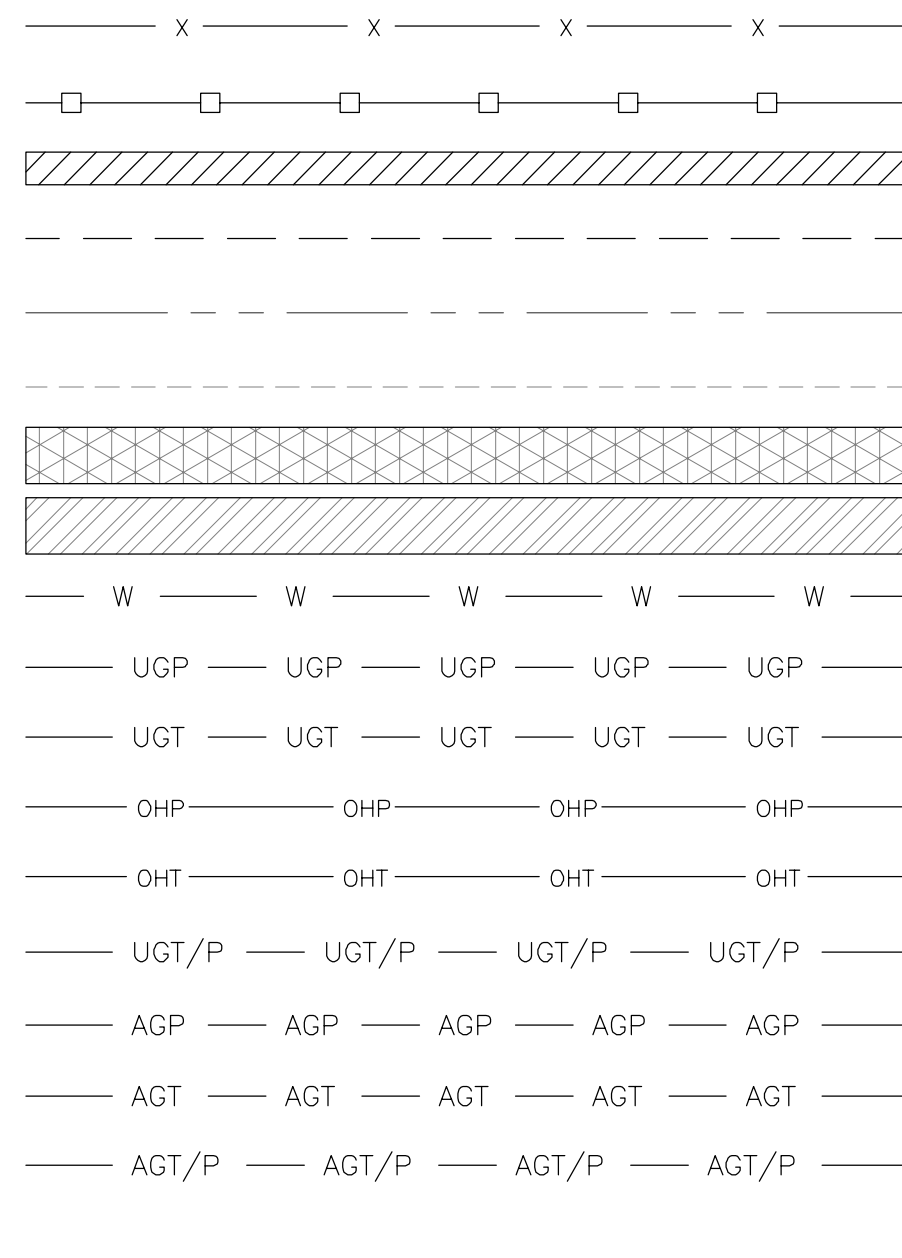 X X X X
W W W W W
UGP UGP UGP UGP UGP
UGT UGT UGT UGT UGT
OHP OHP OHP OHP
OHT OHT OHT OHT
UGT/P UGT/P UGT/P UGT/P
AGP AGP AGP AGP AGP
AGT AGT AGT AGT AGT
AGT/P AGT/P AGT/P AGT/P